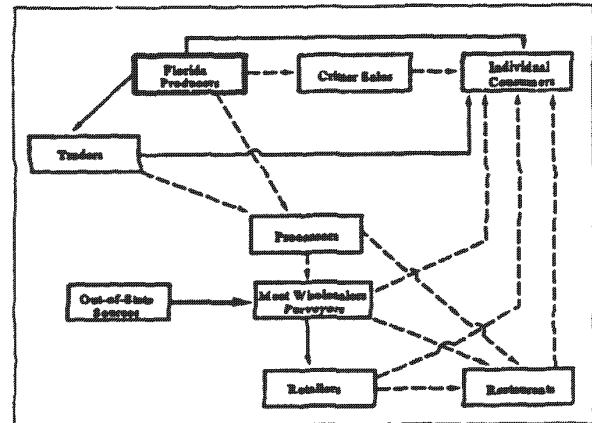 Florida
Producers
Critter Sales
Individual
Consumers
Traders
Processors
Out-of-State
Sources
Meat Wholesalers
Purveyors
Retailers
Restaurants